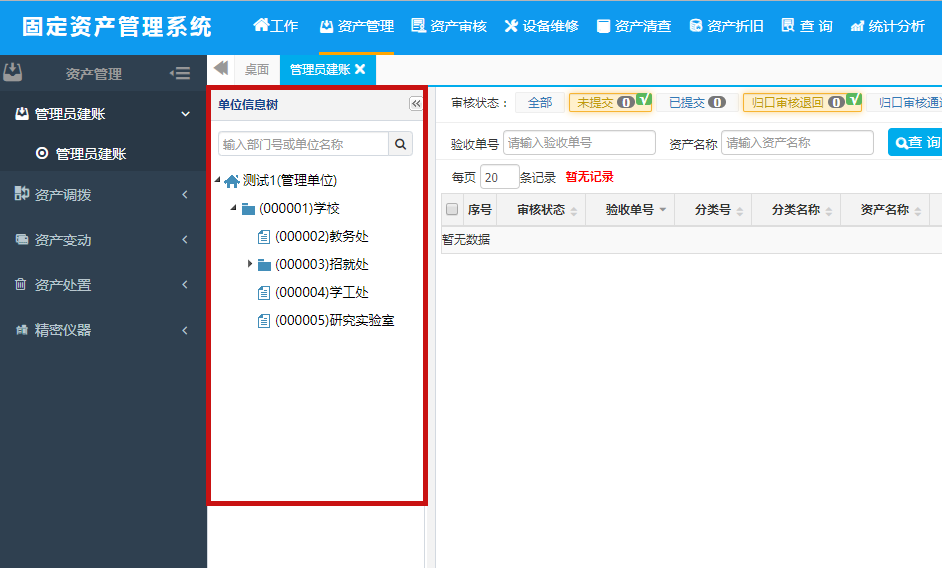 固定资产管理系统
工作 资产管理 资产审核 设备维修 资产清查 资产折旧 查 询 统计分析
资产管理
桌面 管理员建账
管理员建账
管理员建账
资产调拨
资产变动
资产处置
精密仪器
单位信息树
输入部门号或单位名称
测试1(管理单位)
(000001)学校
(000002)教务处
(000003)招就处
(000004)学工处
(000005)研究实验室
审核状态： 全部 未提交 0 已提交 0 归口审核退回 0 归口审核通
验收单号 请输入验收单号 资产名称 请输入资产名称 查 询
每页 20 条记录 暂无记录
序号 审核状态 验收单号 分类号 分类名称 资产名称
暂无数据